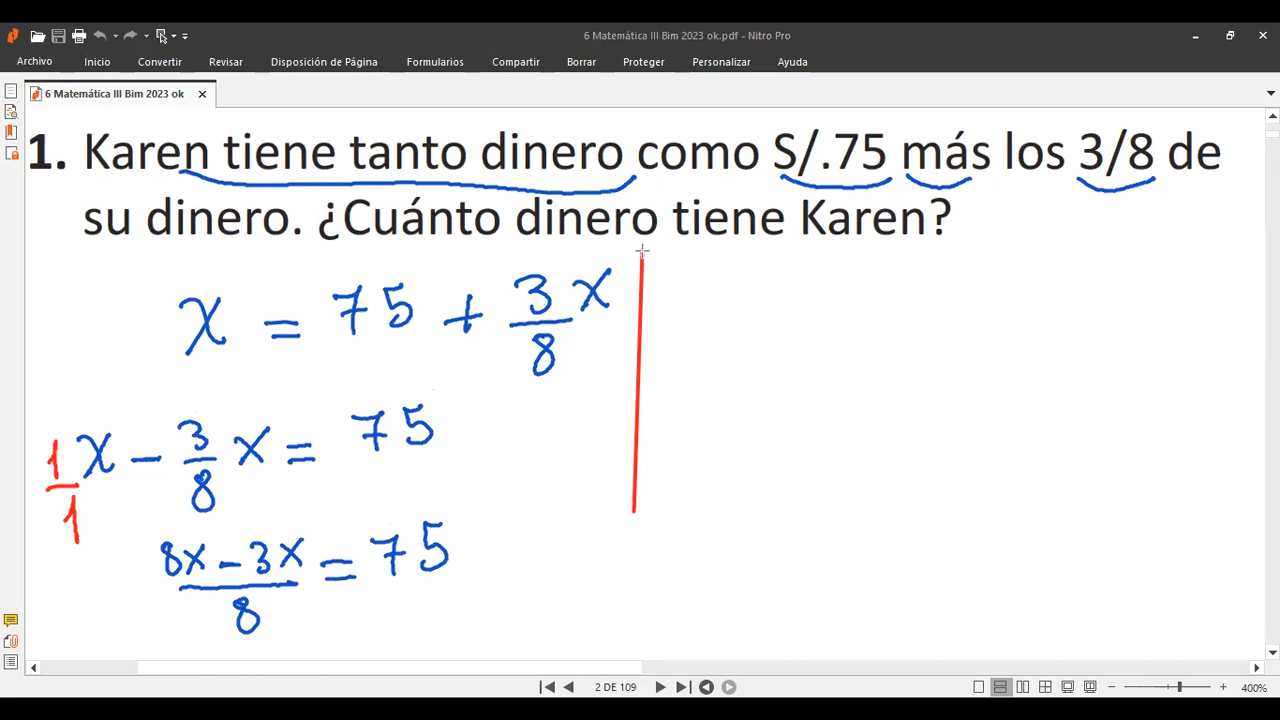 6 Matemática III Bim 2023 ok.pdf - Nitro Pro
Archivo Inicio Convertir Revisar Disposición de Página Formularios Compartir Borrar Proteger Personalizar Ayuda
6 Matemática III Bim 2023 ok
1. Karen tiene tanto dinero como S/.75 más los 3/8 de
su dinero. ¿Cuánto dinero tiene Karen?
x = 75 + 3/8 x
1/1 x - 3/8 x = 75
8x - 3x / 8 = 75
2 DE 109
400%